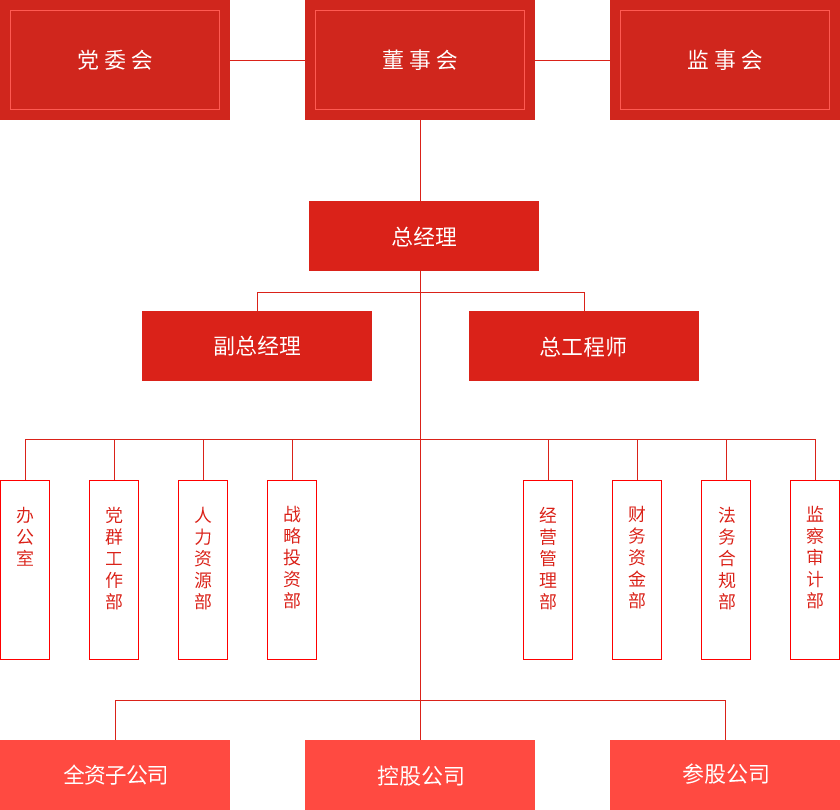 党委会
董事会
监事会
总经理
副总经理
总工程师
办公室
党群工作部
人力资源部
战略投资部
经营管理部
财务资金部
法务合规部
监察审计部
全资子公司
控股公司
参股公司